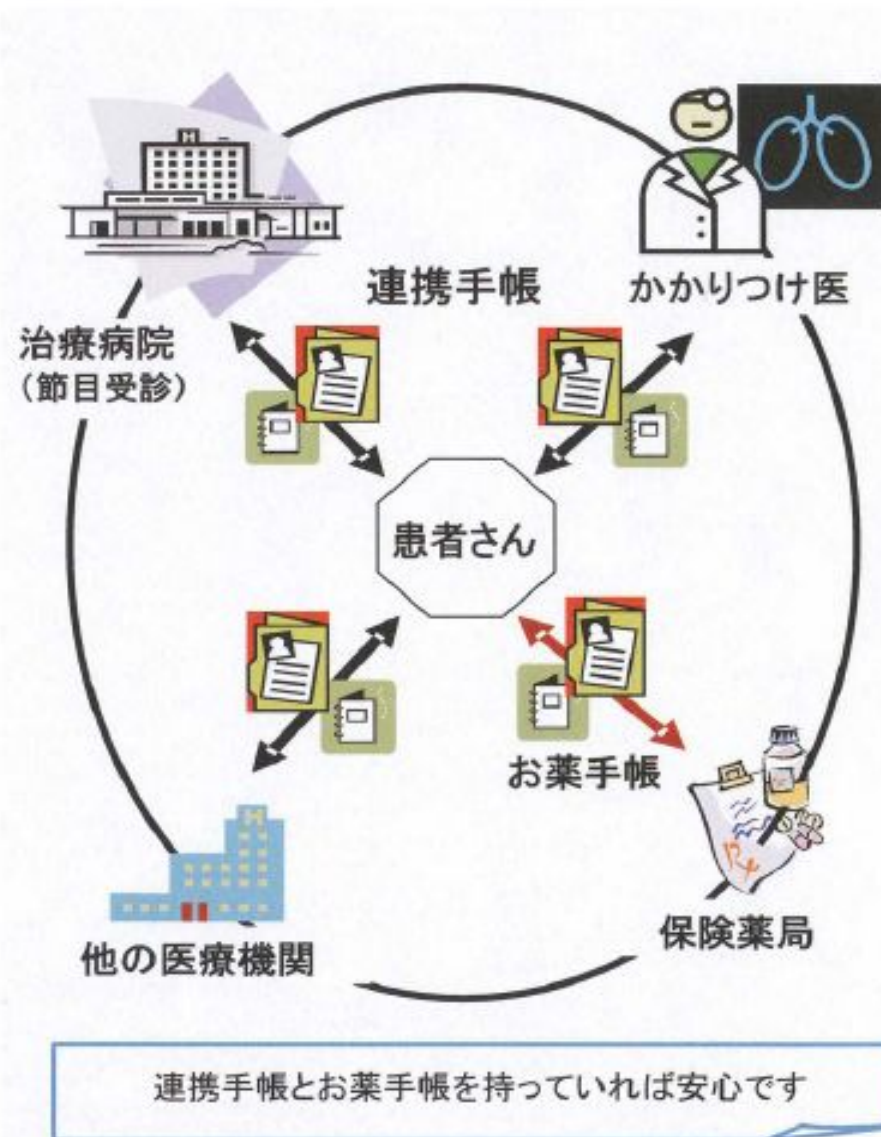 連携手帳
かかりつけ医
治療病院
（節目受診）
患者さん
お薬手帳
保険薬局
他の医療機関
連携手帳とお薬手帳を持っていれば安心です